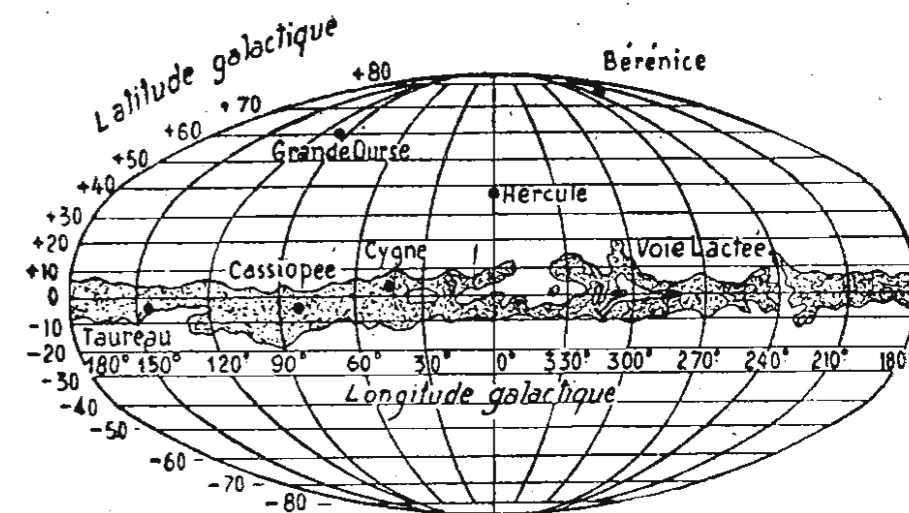 Latitude galactique
Bérénice
+80
+70
+60
Grande Ourse
+50
+40
Hercule
+30
+20
Cygne
Voie Lactée
+10
Cassiopée
0
-10
Taureau
-20
180° 150° 120° 90° 60° 30° 0° 330° 300° 270° 240° 210° 180°
-30
Longitude galactique
-40
-50
-60
-70
-80